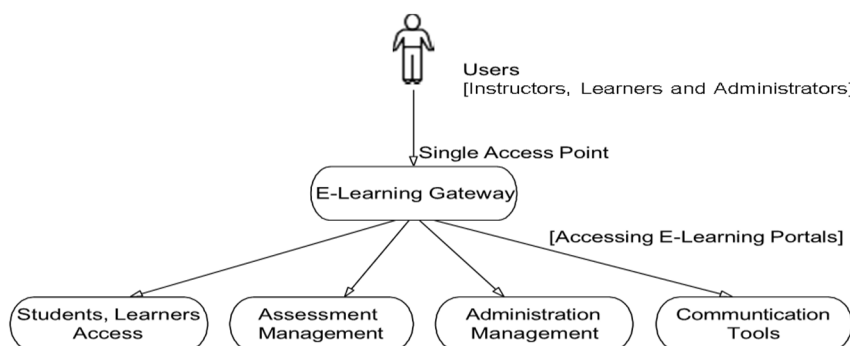 Users
[Instructors, Learners and Administrators]
Single Access Point
E-Learning Gateway
[Accessing E-Learning Portals]
Students, Learners
Access
Assessment
Management
Administration
Management
Communtication
Tools